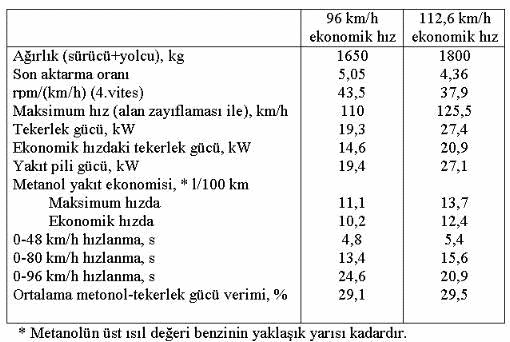 96 km/h 112,6 km/h
ekonomik hız ekonomik hız
Ağırlık (sürücü+yolcu), kg 1650 1800
Son aktarma oranı 5,05 4,36
rpm/(km/h) (4.vites) 43,5 37,9
Maksimum hız (alan zayıflaması ile), km/h 110 125,5
Tekerlek gücü, kW 19,3 27,4
Ekonomik hızdaki tekerlek gücü, kW 14,6 20,9
Yakıt pili gücü, kW 19,4 27,1
Metanol yakıt ekonomisi, * l/100 km
Maksimum hızda 11,1 13,7
Ekonomik hızda 10,2 12,4
0-48 km/h hızlanma, s 4,8 5,4
0-80 km/h hızlanma, s 13,4 15,6
0-96 km/h hızlanma, s 24,6 20,9
Ortalama metonol-tekerlek gücü verimi, % 29,1 29,5
* Metanolün üst ısıl değeri benzinin yaklaşık yarısı kadardır.